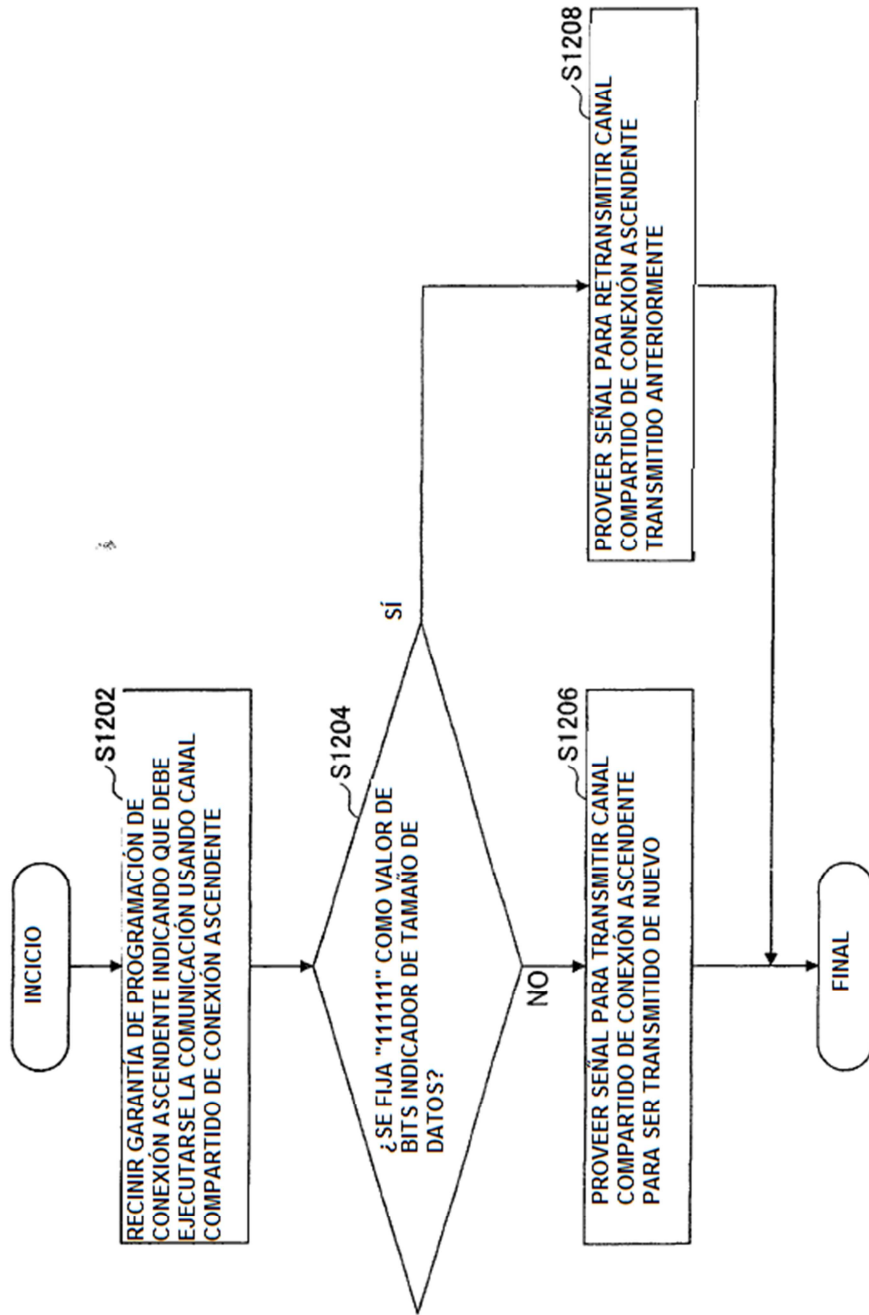 INCICIO
S1202
RECINIR GARANTÍA DE PROGRAMACIÓN DE
CONEXIÓN ASCENDENTE INDICANDO QUE DEBE
EJECUTARSE LA COMUNICACIÓN USANDO CANAL
COMPARTIDO DE CONEXIÓN ASCENDENTE
S1204
¿SE FIJA "111111" COMO VALOR DE
BITS INDICADOR DE TAMAÑO DE
DATOS?
SÍ
NO
S1206
PROVEER SEÑAL PARA TRANSMITIR CANAL
COMPARTIDO DE CONEXIÓN ASCENDENTE
PARA SER TRANSMITIDO DE NUEVO
S1208
PROVEER SEÑAL PARA RETRANSMITIR CANAL
COMPARTIDO DE CONEXIÓN ASCENDENTE
TRANSMITIDO ANTERIORMENTE
FINAL